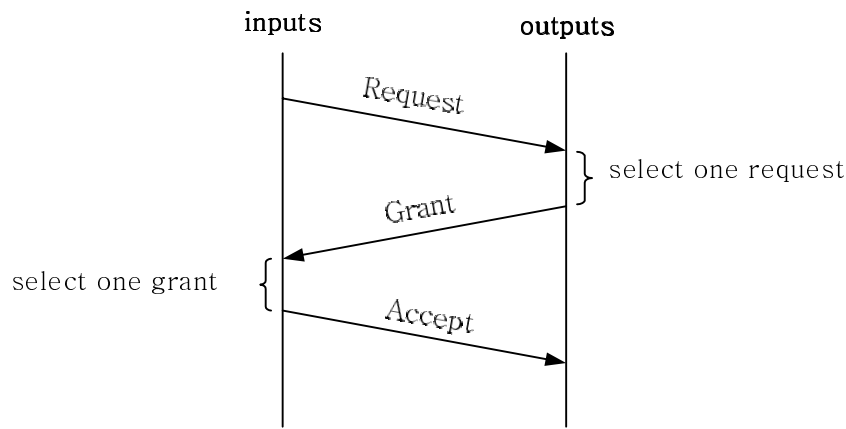 inputs
outputs
Request
select one request
Grant
select one grant
Accept